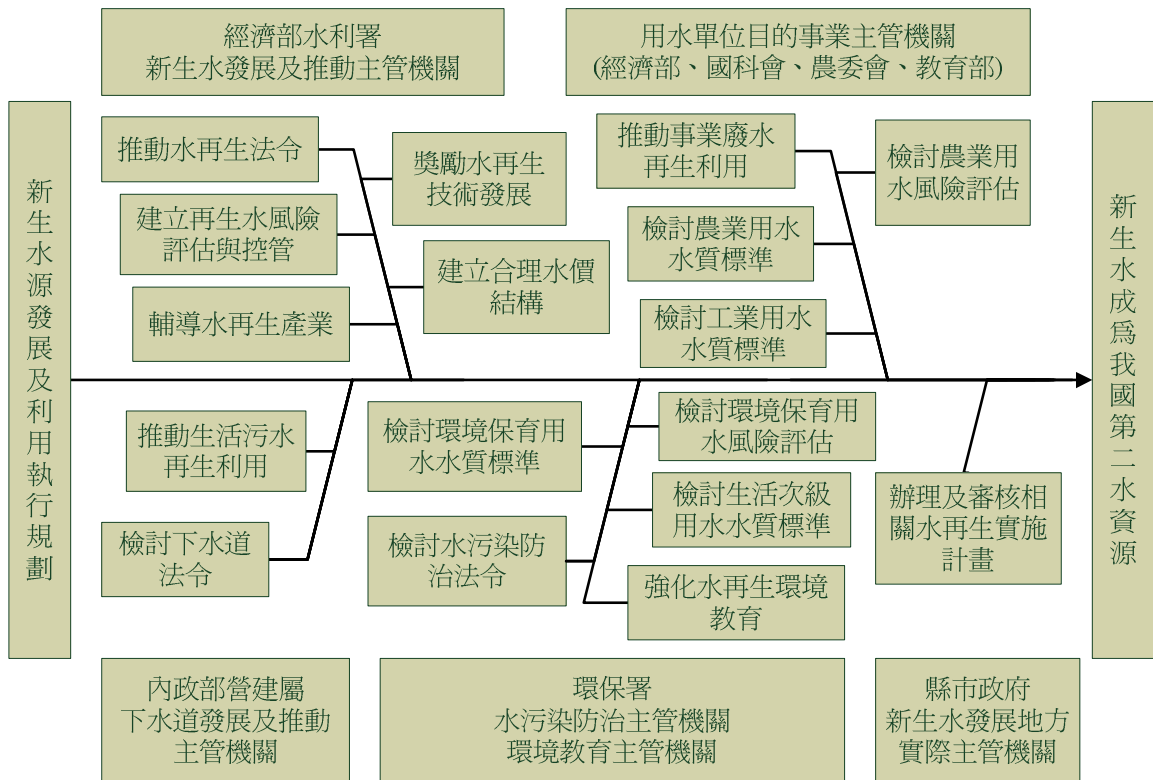 經濟部水利署
新生水發展及推動主管機關
用水單位目的事業主管機關
(經濟部、國科會、農委會、教育部)
新生水源發展及利用執行規劃
推動水再生法令
獎勵水再生
技術發展
建立再生水風險
評估與控管
建立合理水價
結構
輔導水再生產業
推動事業廢水
再生利用
檢討農業用
水風險評估
檢討農業用水
水質標準
檢討工業用水
水質標準
新生水成爲我國第二水資源
推動生活污水
再生利用
檢討下水道
法令
檢討環境保育用
水水質標準
檢討環境保育用
水風險評估
檢討生活次級
用水水質標準
檢討水污染防
治法令
強化水再生環境
教育
辦理及審核相
關水再生實施
計畫
內政部營建屬
下水道發展及推動
主管機關
環保署
水污染防治主管機關
環境教育主管機關
縣市政府
新生水發展地方
實際主管機關